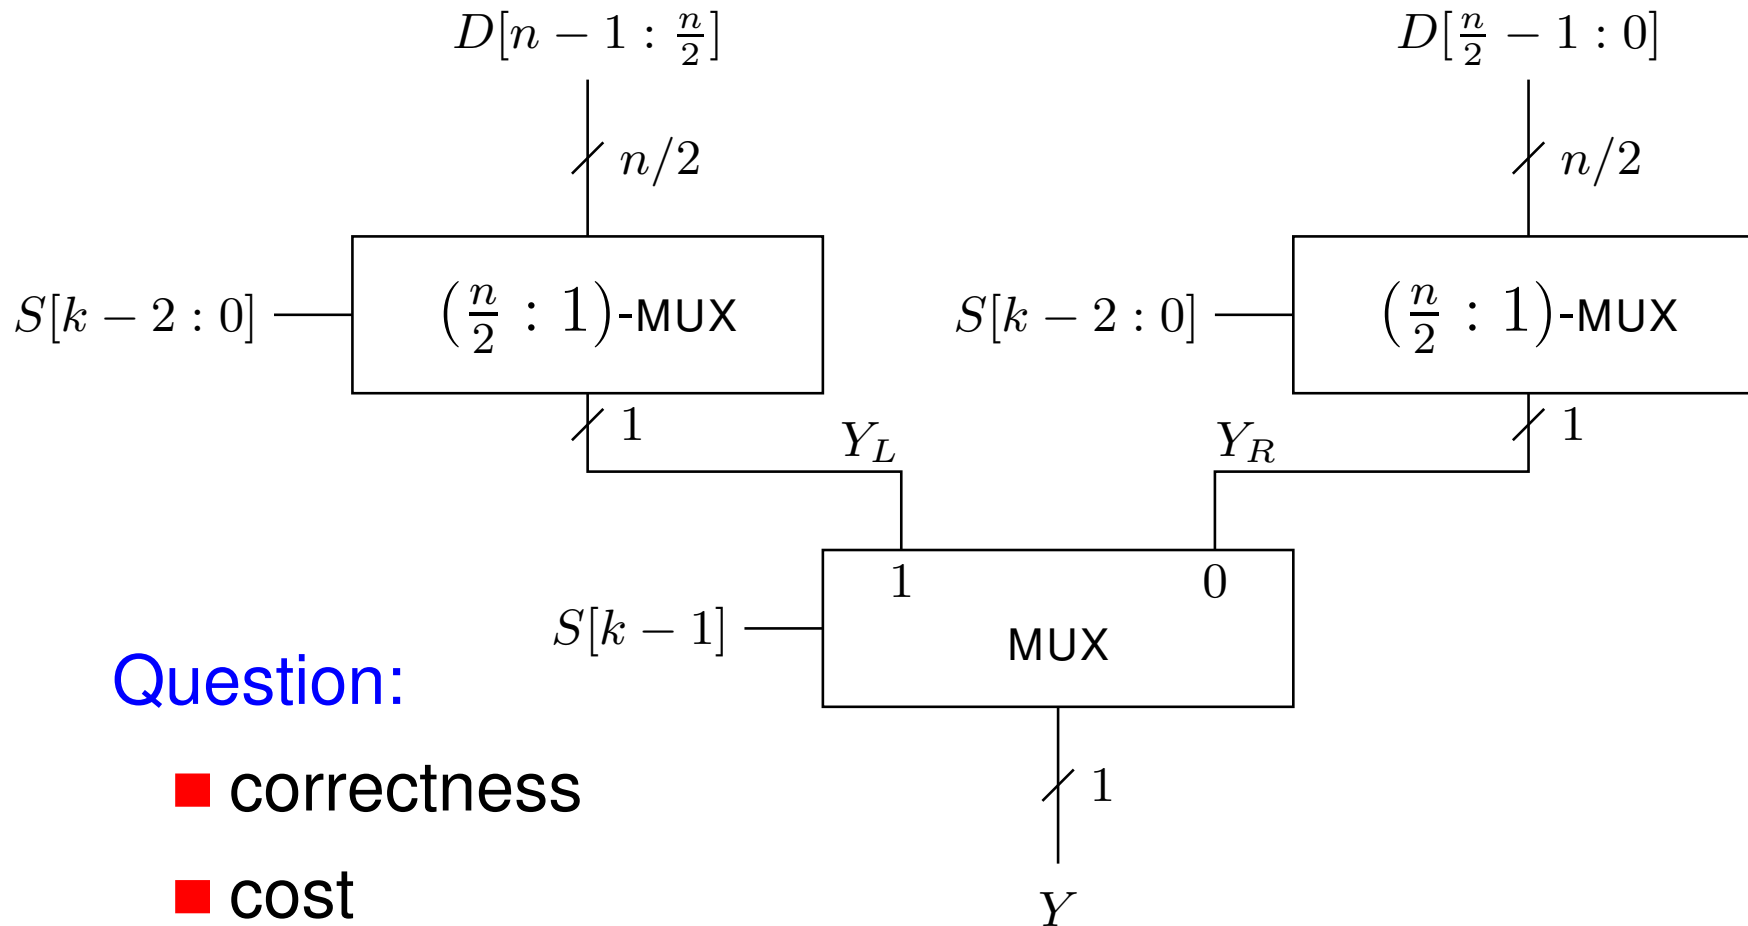 D[n − 1 : n/2] D[n/2 − 1 : 0]
n/2 n/2
S[k − 2 : 0] (n/2 : 1)-MUX S[k − 2 : 0] (n/2 : 1)-MUX
1 Y_L Y_R 1
1 0
S[k − 1] MUX
Question:
correctness
1
cost
Y